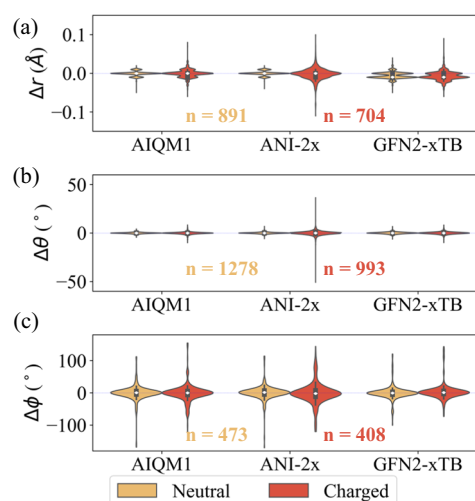 (a)
Δr (Å)
0.1
0.0
−0.1
n = 891 n = 704
AIQM1 ANI-2x GFN2-xTB
(b)
Δθ (°)
50
0
−50
n = 1278 n = 993
AIQM1 ANI-2x GFN2-xTB
(c)
Δϕ (°)
100
0
−100
n = 473 n = 408
AIQM1 ANI-2x GFN2-xTB
Neutral Charged